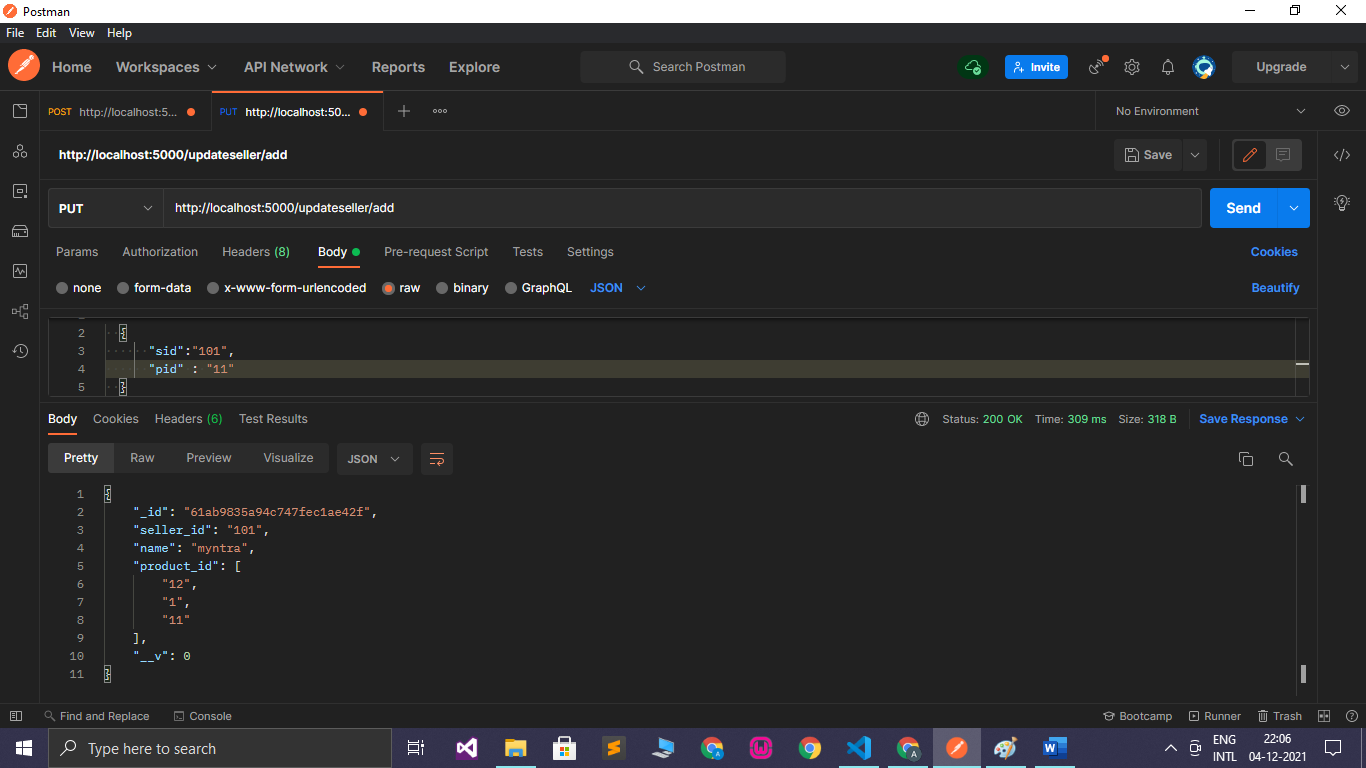 Postman
File Edit View Help
Home Workspaces API Network Reports Explore Search Postman Invite Upgrade
POST http://localhost:5... PUT http://localhost:50... No Environment
http://localhost:5000/updateseller/add Save
PUT http://localhost:5000/updateseller/add Send
Params Authorization Headers (8) Body Pre-request Script Tests Settings Cookies
none form-data x-www-form-urlencoded raw binary GraphQL JSON Beautify
2 {
3 "sid":"101",
4 "pid" : "11"
5 }
Body Cookies Headers (6) Test Results Status: 200 OK Time: 309 ms Size: 318 B Save Response
Pretty Raw Preview Visualize JSON
1 {
2 "_id": "61ab9835a94c747fec1ae42f",
3 "seller_id": "101",
4 "name": "myntra",
5 "product_id": [
6 "12",
7 "1",
8 "11"
9 ],
10 "__v": 0
11 }
Find and Replace Console Bootcamp Runner Trash
Type here to search ENG 22:06
INTL 04-12-2021